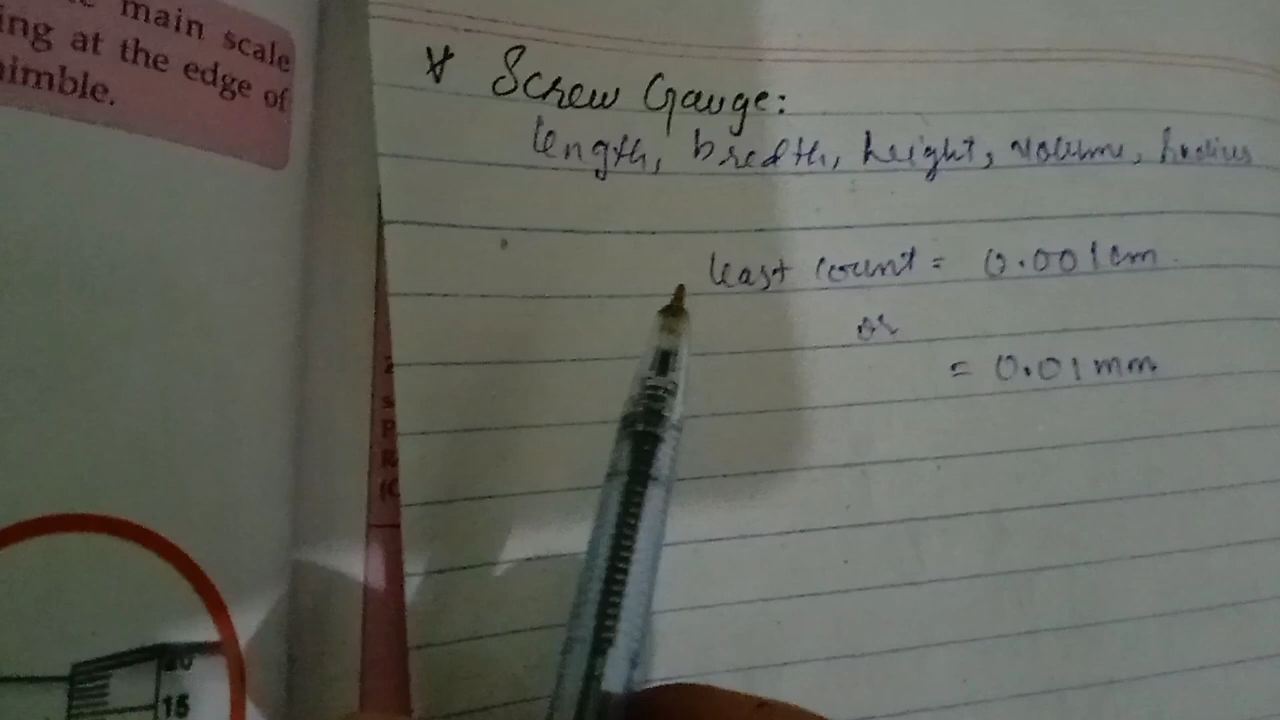 main scale
ing at the edge of
imble.
Screw Gauge:
length, bredth, height, volume, radius
least count = 0.001cm
or
= 0.01mm
15